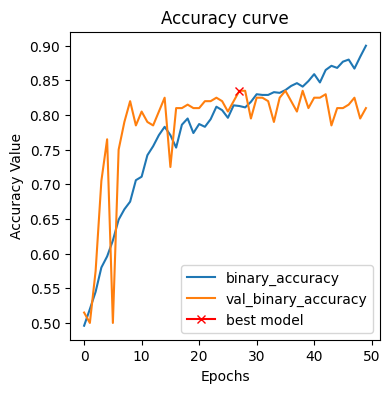 Accuracy curve
Accuracy Value
0.90
0.85
0.80
0.75
0.70
0.65
0.60
0.55
0.50
binary_accuracy
val_binary_accuracy
best model
0
10
20
30
40
50
Epochs